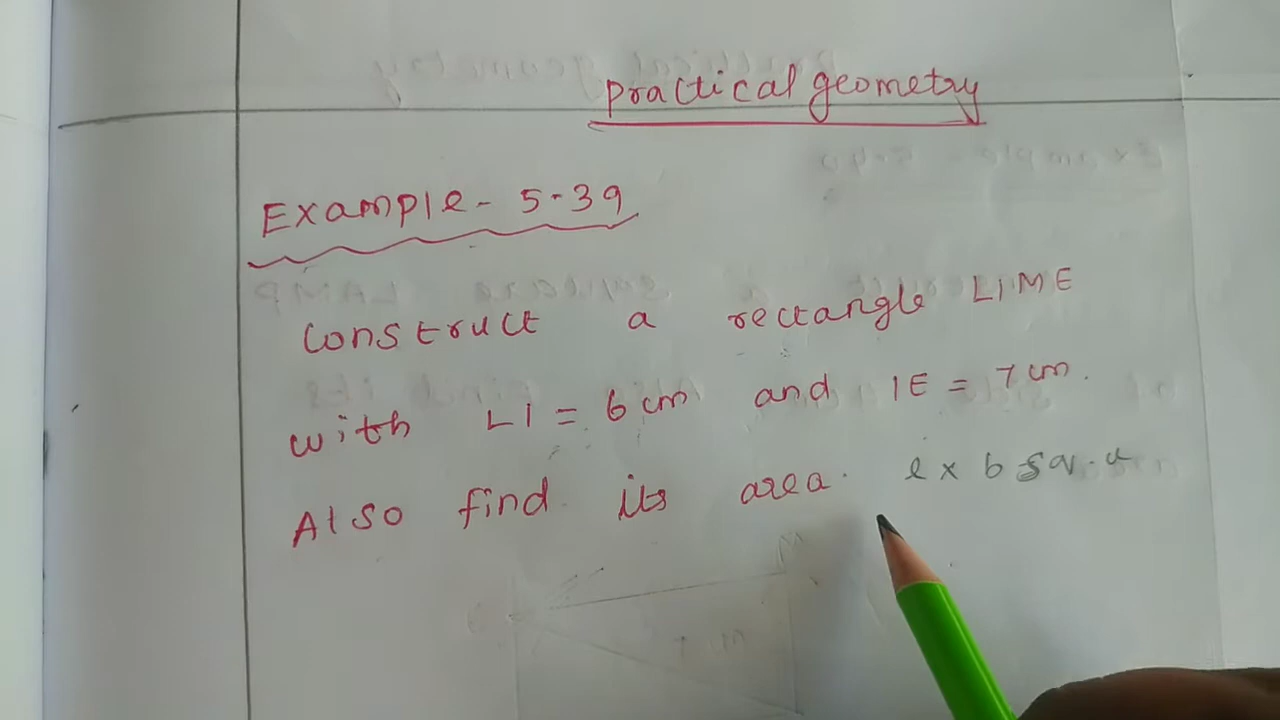 Practical geometry
Example - 5.39
Construct a rectangle LIME
with LI = 6 cm and IE = 7 cm.
Also find its area. l x b sq. u